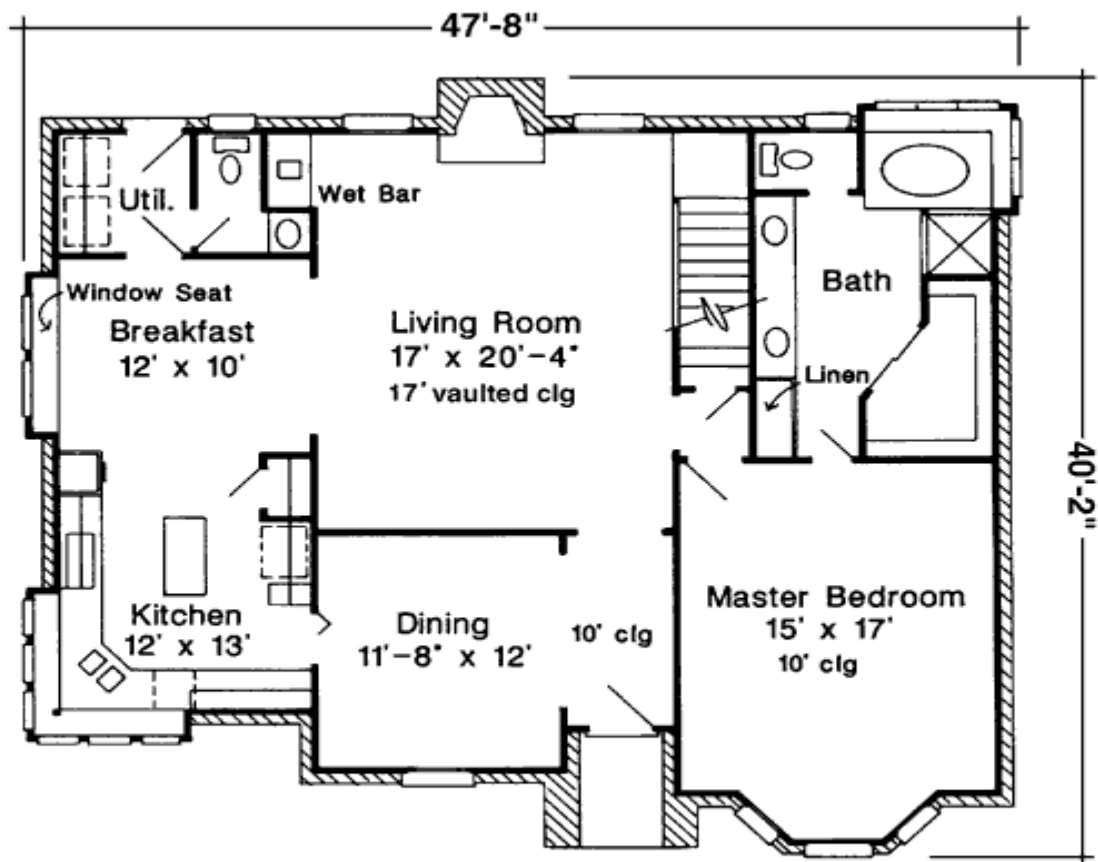 47'-8"
Util.
Wet Bar
Window Seat
Breakfast
12' x 10'
Living Room
17' x 20'-4"
17' vaulted clg
Bath
Linen
40'-2"
Kitchen
12' x 13'
Dining
11'-8" x 12'
10' clg
Master Bedroom
15' x 17'
10' clg